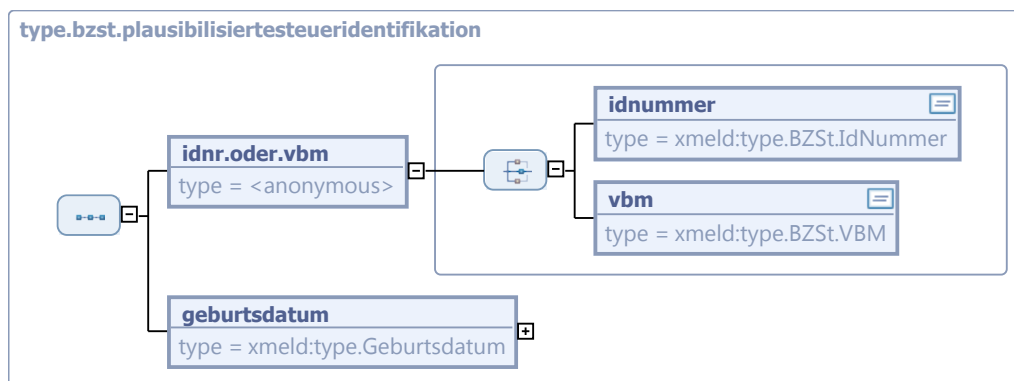 type.bzst.plausibilisiertesteueridentifikation
idnummer
type = xmeld:type.BZSt.IdNummer
idnr.oder.vbm
type = <anonymous>
vbm
type = xmeld:type.BZSt.VBM
geburtsdatum
type = xmeld:type.Geburtsdatum